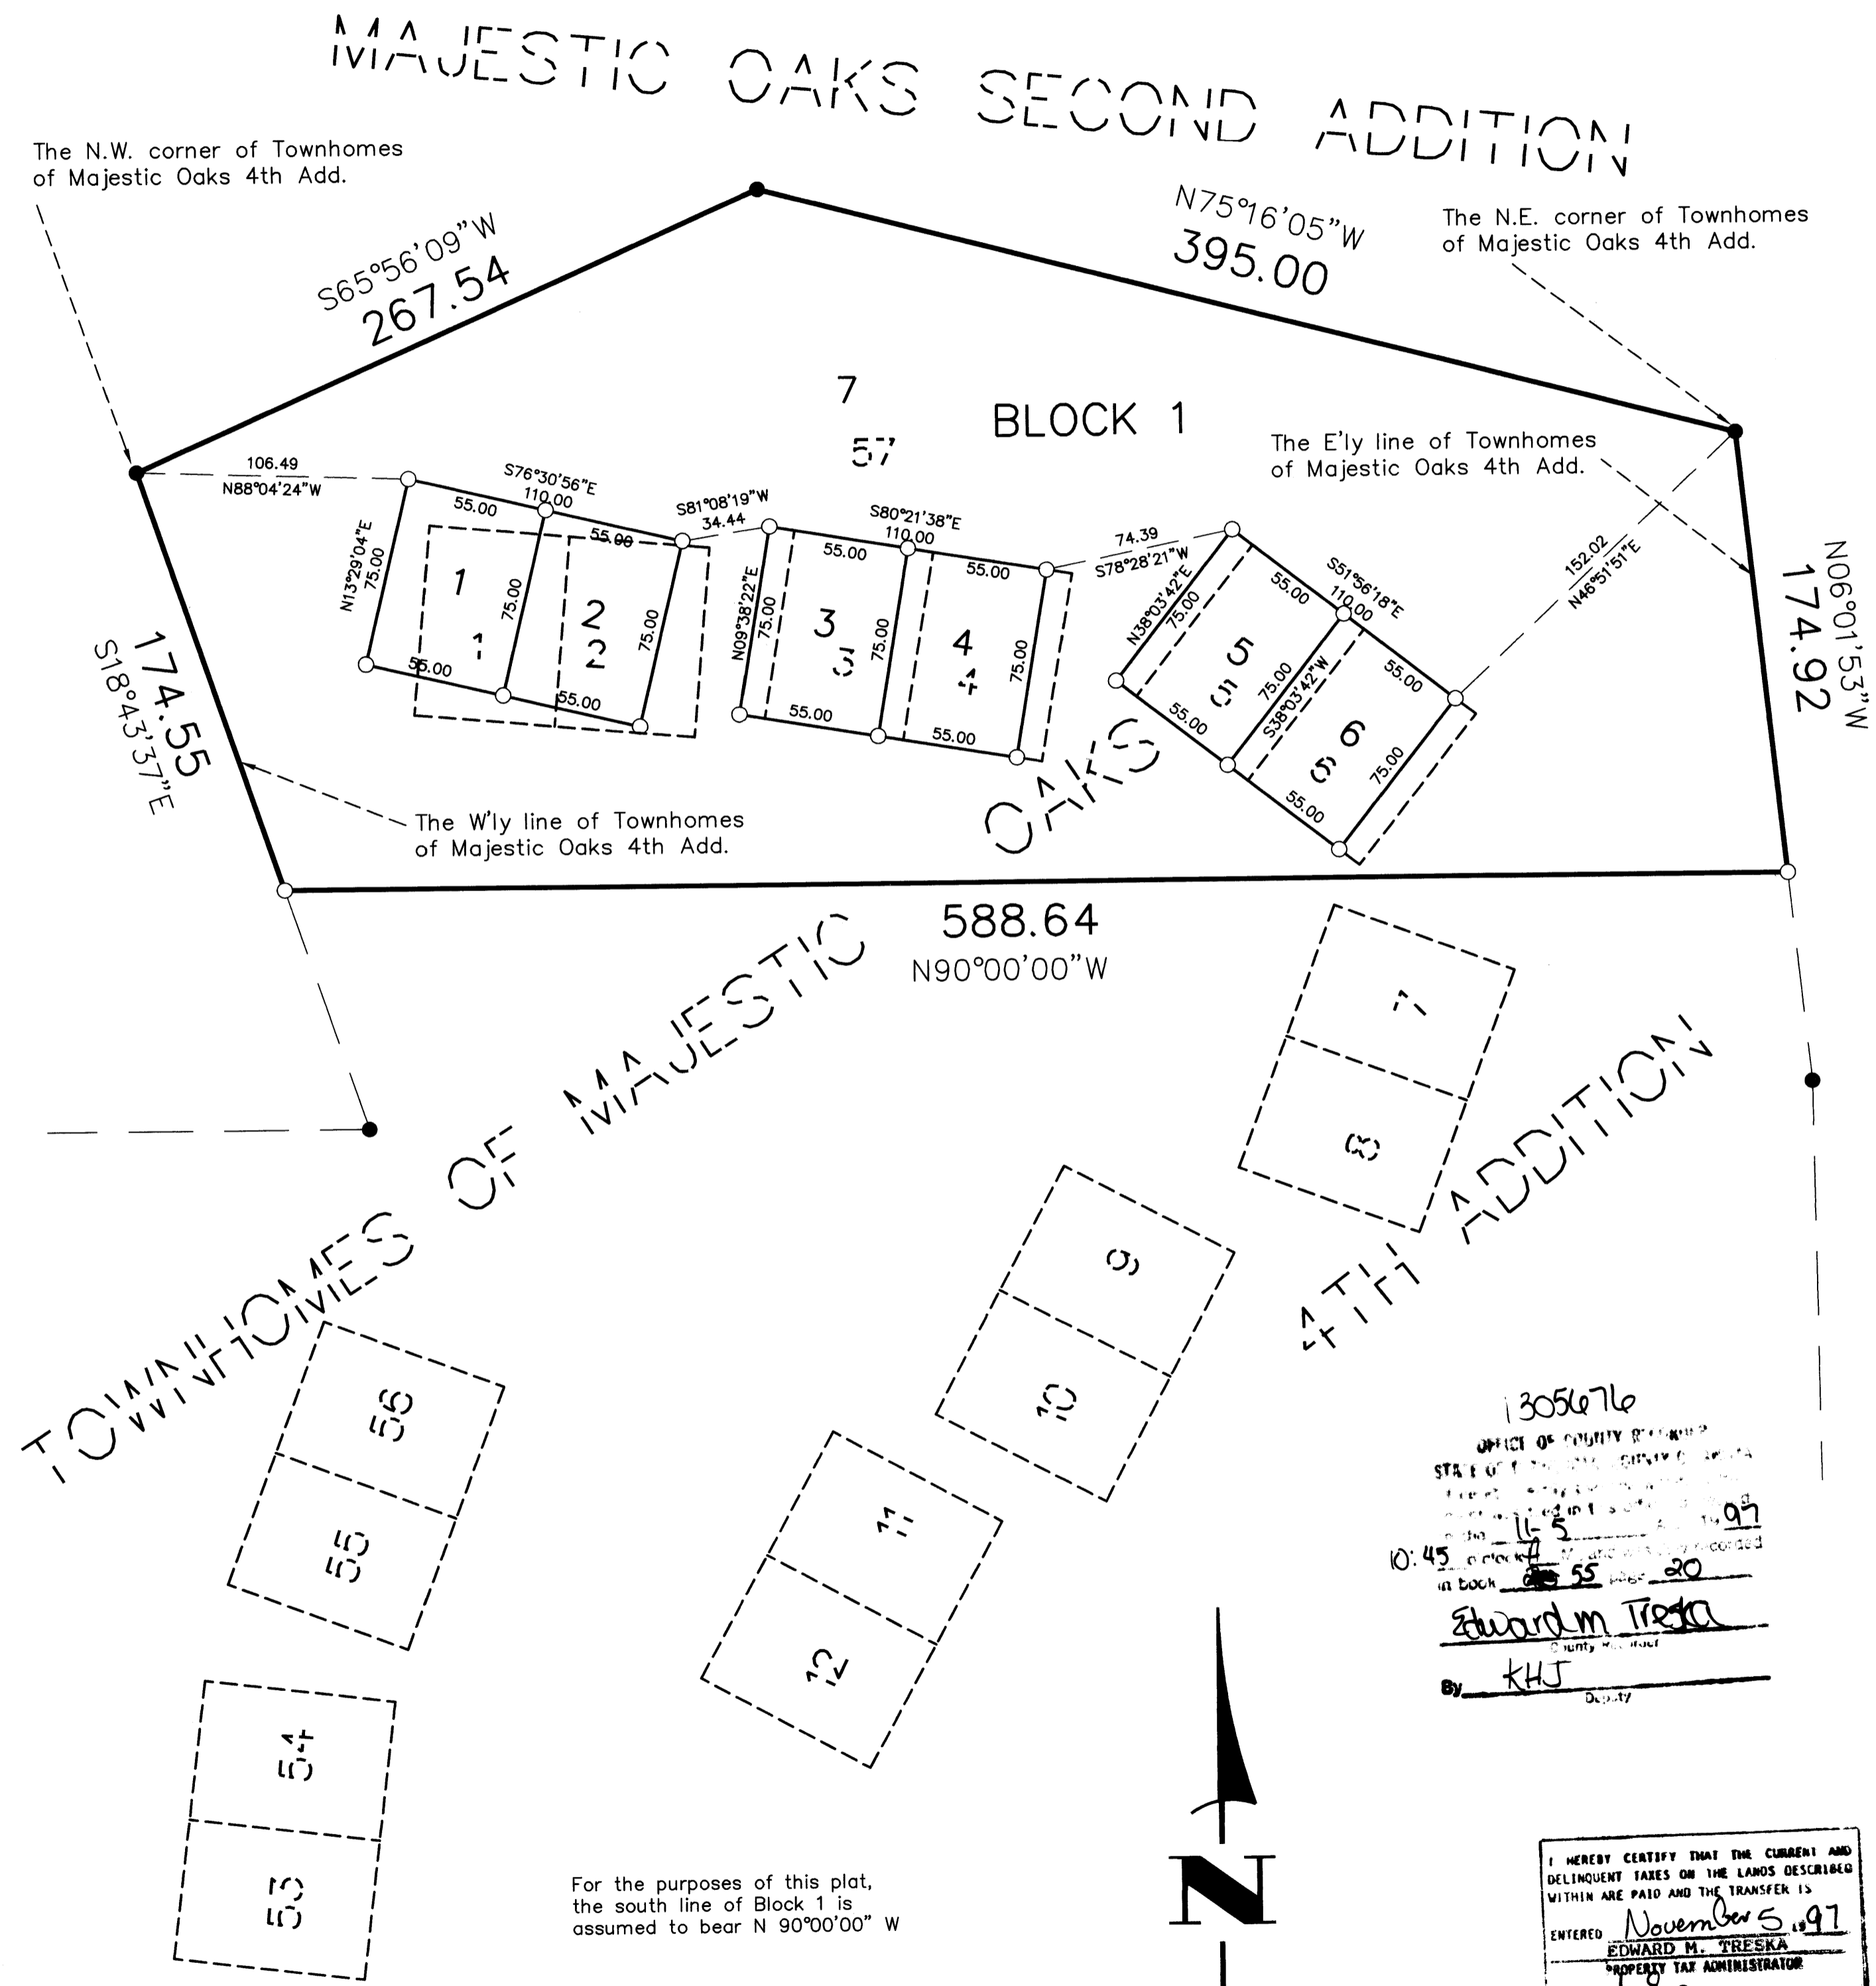 MAJESTIC OAKS SECOND ADDITION
The N.W. corner of Townhomes
of Majestic Oaks 4th Add.
S65°56'09"W
267.54
N75°16'05"W
395.00
The N.E. corner of Townhomes
of Majestic Oaks 4th Add.
7
57
BLOCK 1
The E'ly line of Townhomes
of Majestic Oaks 4th Add.
106.49
N88°04'24"W
S76°30'56"E
110.00
55.00
55.00
N13°29'04"E
75.00
1
1
75.00
2
2
75.00
55.00
55.00
S81°08'19"W
34.44
S80°21'38"E
110.00
55.00
55.00
N09°38'22"E
75.00
3
3
75.00
4
4
75.00
55.00
55.00
74.39
S78°28'21"W
S51°56'18"E
110.00
55.00
55.00
N38°03'42"E
75.00
5
5
75.00
S38°03'42"W
6
6
75.00
55.00
55.00
152.02
N46°51'51"E
N06°01'53"W
174.92
174.55
S18°43'37"E
The W'ly line of Townhomes
of Majestic Oaks 4th Add.
588.64
N90°00'00"W
TOWNHOMES OF MAJESTIC OAKS
4TH ADDITION
7
8
9
10
11
12
56
55
54
53
1305676
OFFICE OF COUNTY
STATE OF
11-5 97
10:45 o'clock A M. and recorded
in book 55 page 20
Edward M Treska
County
By KHJ
Deputy
For the purposes of this plat,
the south line of Block 1 is
assumed to bear N 90°00'00" W
N
I HEREBY CERTIFY THAT THE CURRENT AND
DELINQUENT TAXES ON THE LANDS DESCRIBED
WITHIN ARE PAID AND THE TRANSFER IS
ENTERED November 5, 1997
EDWARD M. TRESKA
PROPERTY TAX ADMINISTRATOR